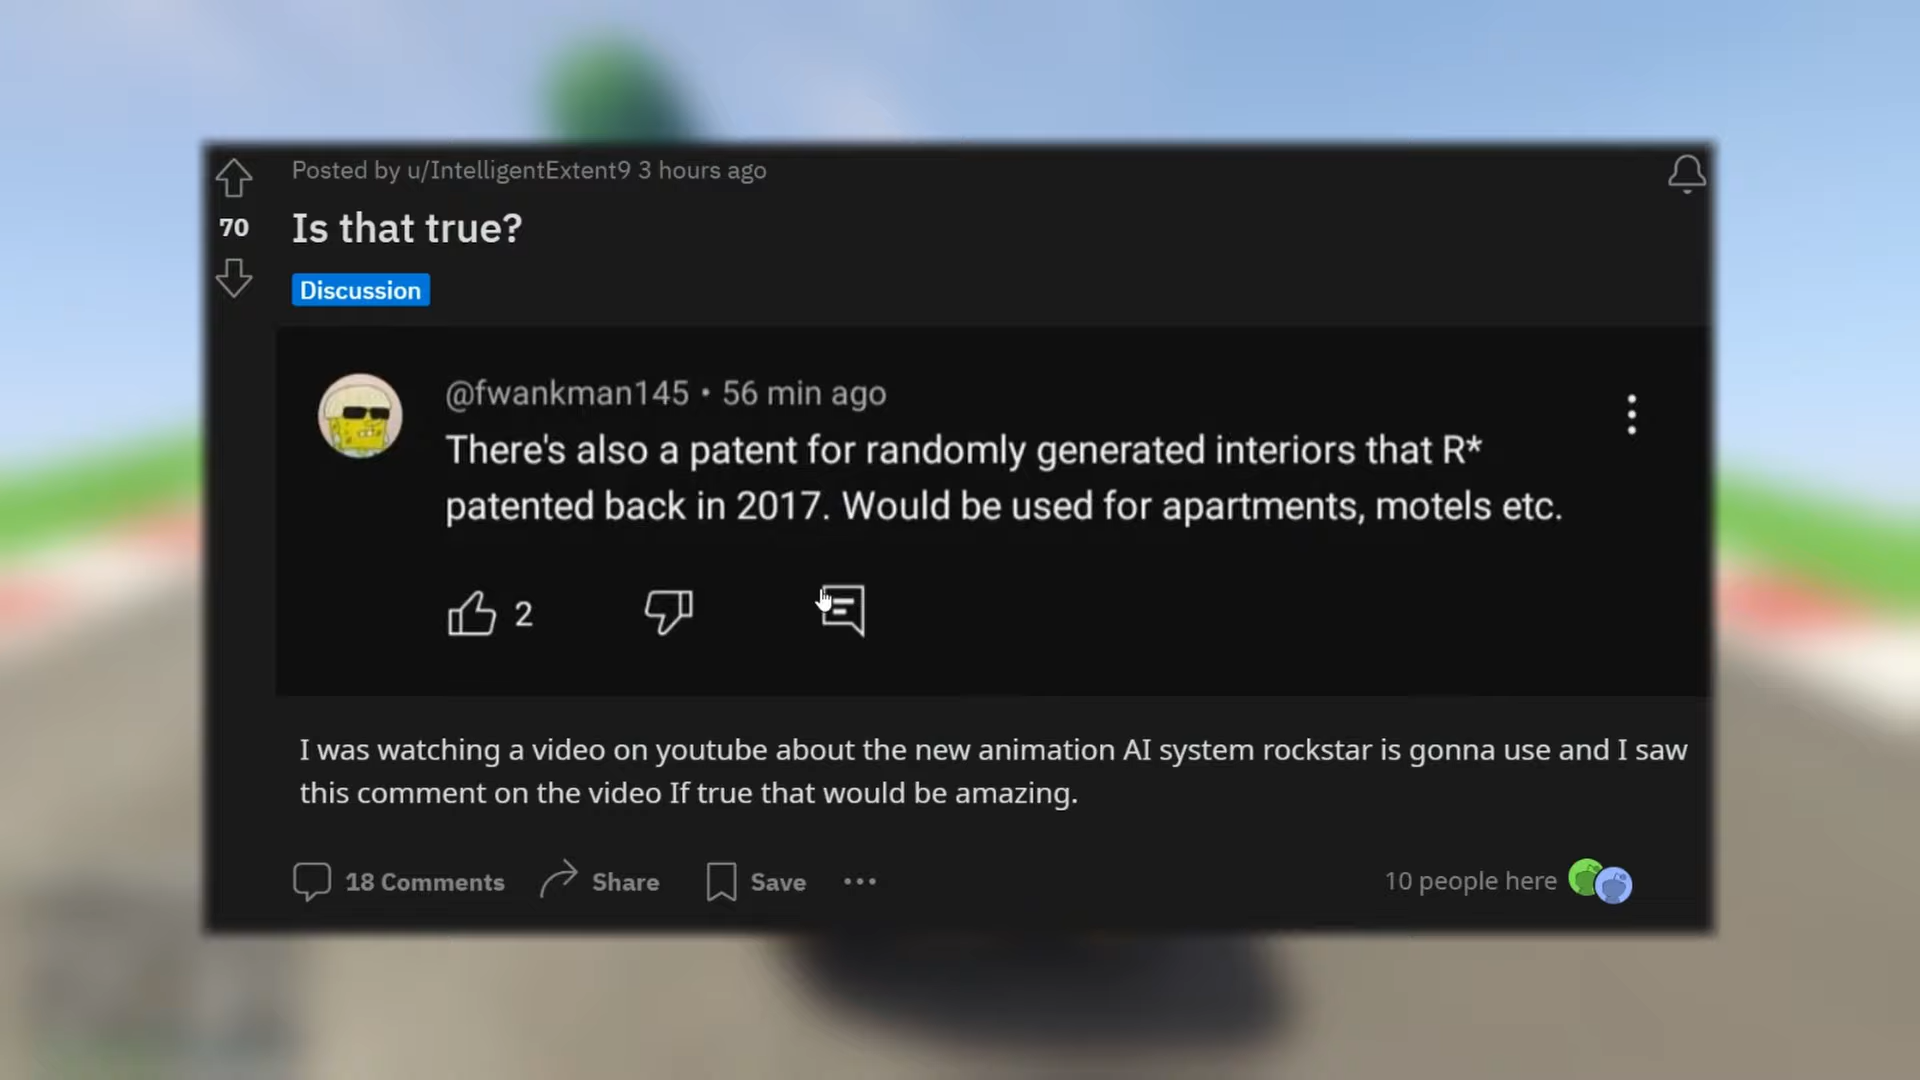 Posted by u/IntelligentExtent9 3 hours ago
70
Is that true?
Discussion
@fwankman145 • 56 min ago
There's also a patent for randomly generated interiors that R*
patented back in 2017. Would be used for apartments, motels etc.
2
I was watching a video on youtube about the new animation AI system rockstar is gonna use and I saw
this comment on the video If true that would be amazing.
18 Comments Share Save ••• 10 people here